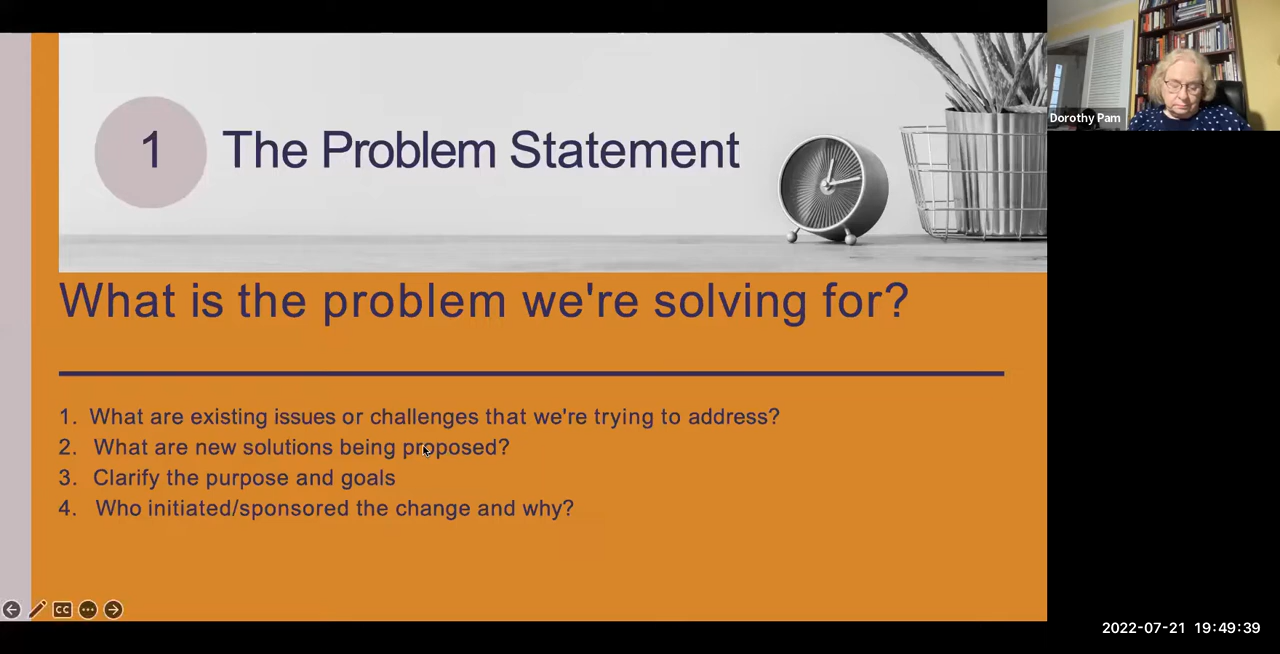 1 The Problem Statement
Dorothy Pam
What is the problem we're solving for?
1. What are existing issues or challenges that we're trying to address?
2. What are new solutions being proposed?
3. Clarify the purpose and goals
4. Who initiated/sponsored the change and why?
CC
2022-07-21 19:49:39